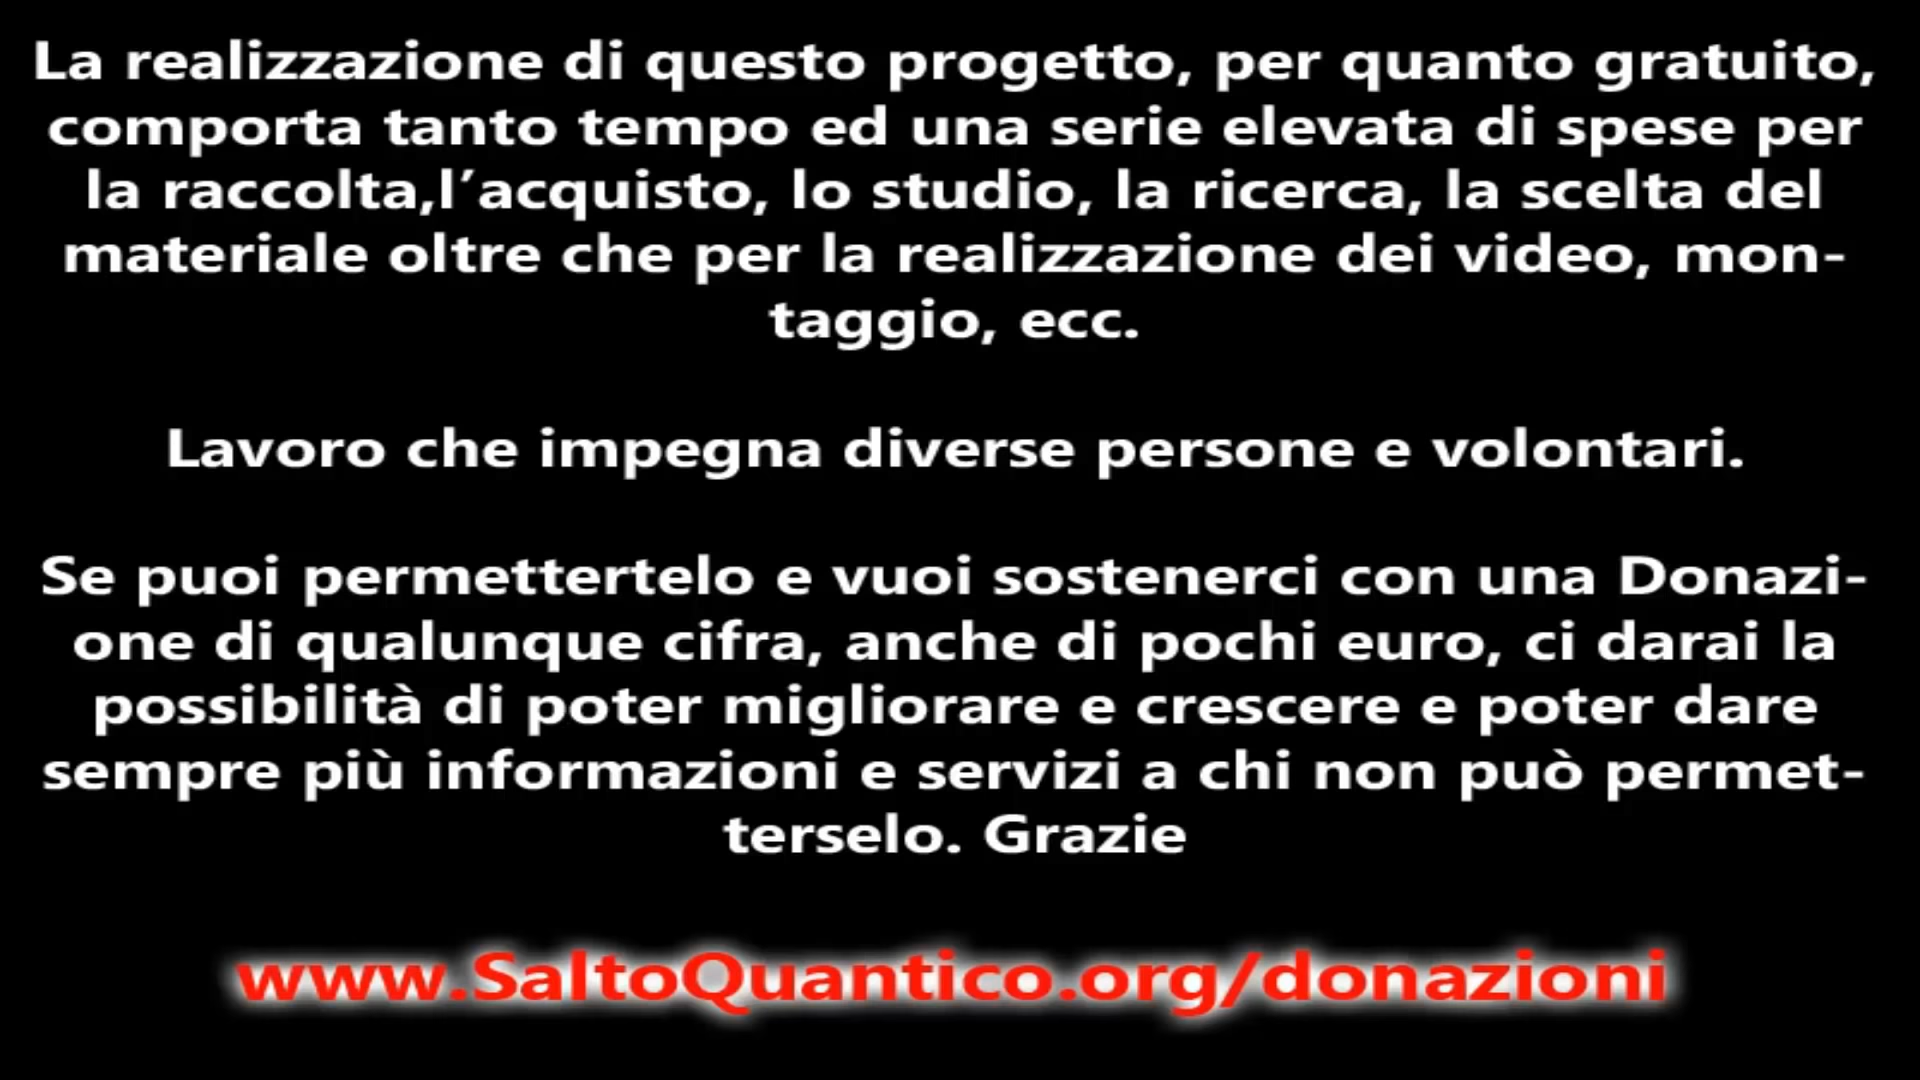 La realizzazione di questo progetto, per quanto gratuito,
comporta tanto tempo ed una serie elevata di spese per
la raccolta,l’acquisto, lo studio, la ricerca, la scelta del
materiale oltre che per la realizzazione dei video, mon-
taggio, ecc.
Lavoro che impegna diverse persone e volontari.
Se puoi permettertelo e vuoi sostenerci con una Donazi-
one di qualunque cifra, anche di pochi euro, ci darai la
possibilità di poter migliorare e crescere e poter dare
sempre più informazioni e servizi a chi non può permet-
terselo. Grazie
www.SaltoQuantico.org/donazioni